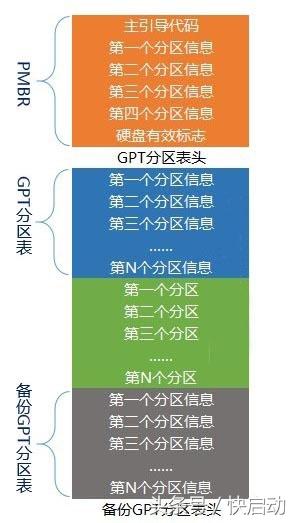 PMBR
主引导代码
第一个分区信息
第二个分区信息
第三个分区信息
第四个分区信息
硬盘有效标志
GPT分区表头
GPT分区表
第一个分区信息
第二个分区信息
第三个分区信息
......
第N个分区信息
第一个分区
第二个分区
第三个分区
......
第N个分区
备份GPT分区表
第一个分区信息
第二个分区信息
第三个分区信息
......
第N个分区信息
备份GPT分区表头
头条号/快启动